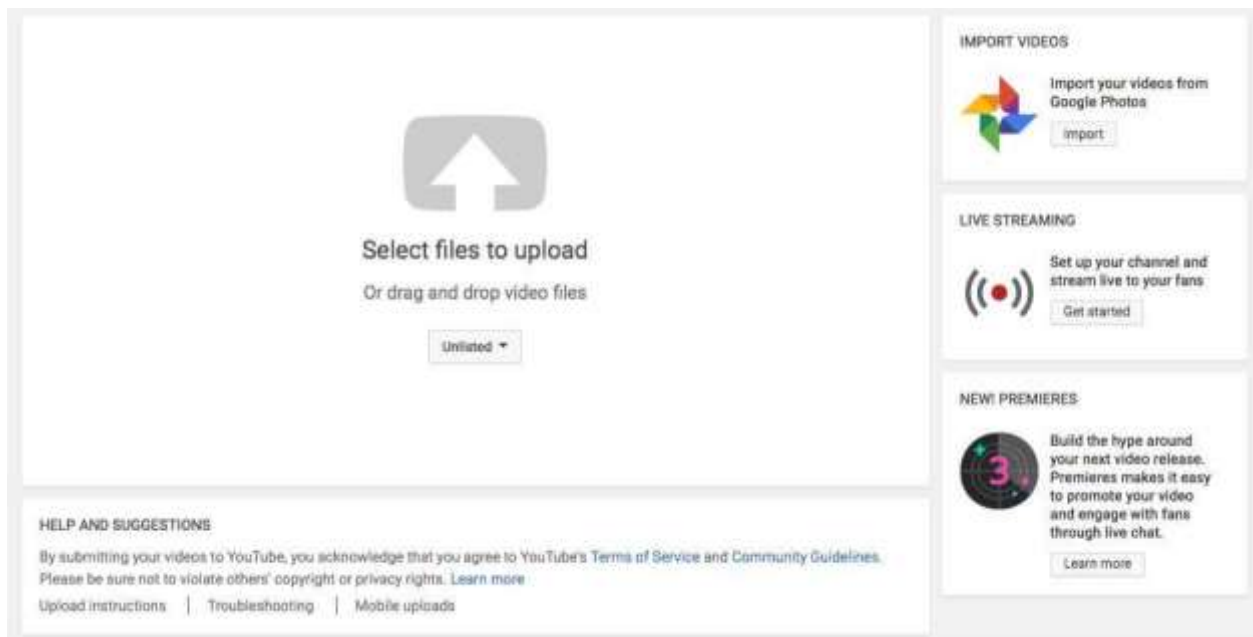 Select files to upload
Or drag and drop video files
Unlisted
HELP AND SUGGESTIONS
By submitting your videos to YouTube, you acknowledge that you agree to YouTube's Terms of Service and Community Guidelines.
Please be sure not to violate others' copyright or privacy rights. Learn more
Upload instructions | Troubleshooting | Mobile uploads
IMPORT VIDEOS
Import your videos from
Google Photos
Import
LIVE STREAMING
Set up your channel and
stream live to your fans
Get started
NEW! PREMIERES
3
Build the hype around
your next video release.
Premieres makes it easy
to promote your video
and engage with fans
through live chat.
Learn more